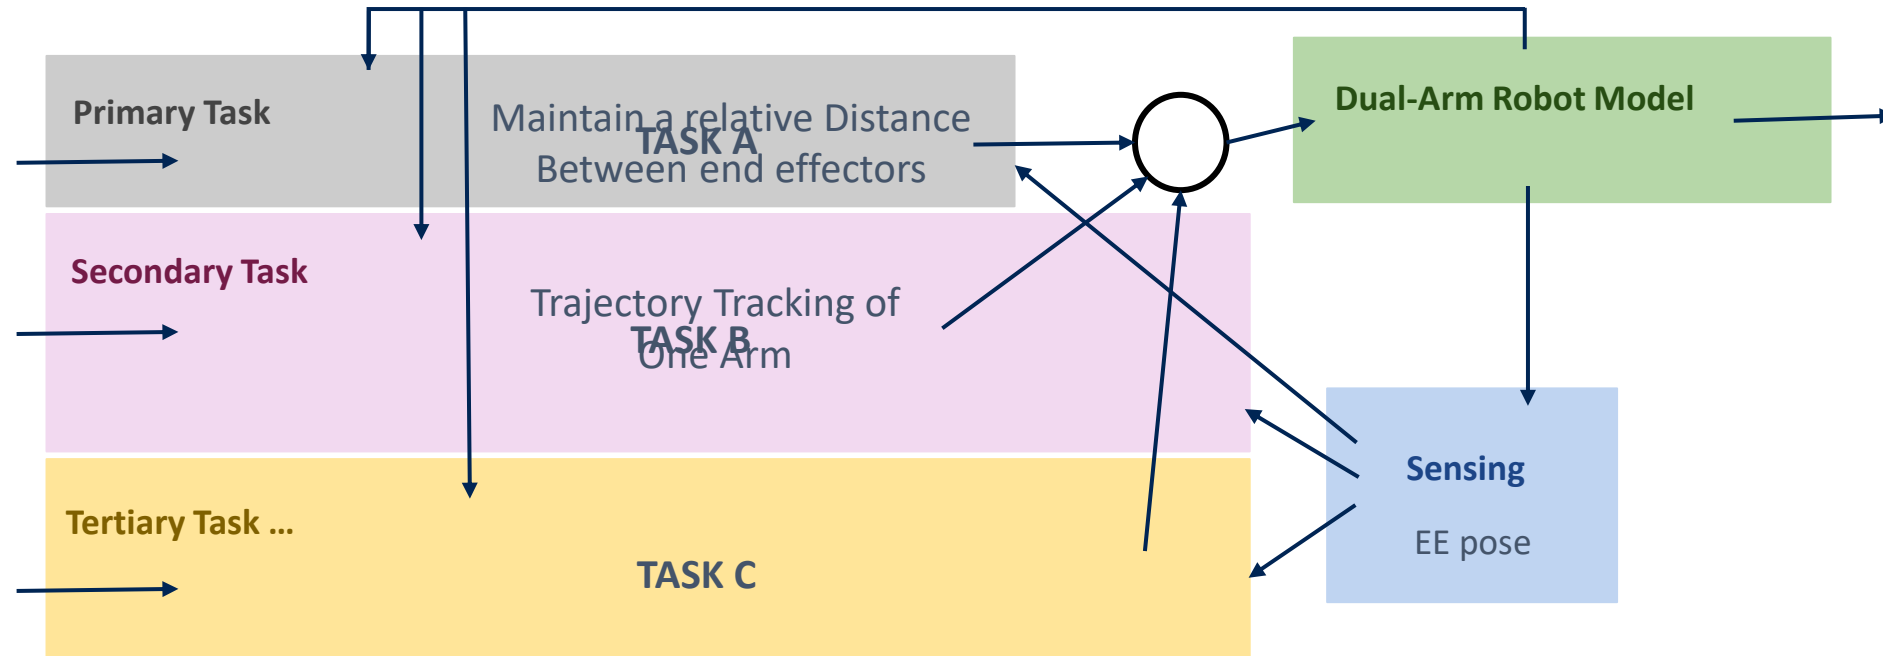 Primary Task
Maintain a relative Distance
Between end effectors
TASK A
Dual-Arm Robot Model
Secondary Task
Trajectory Tracking of
One Arm
TASK B
Sensing
EE pose
Tertiary Task ...
TASK C